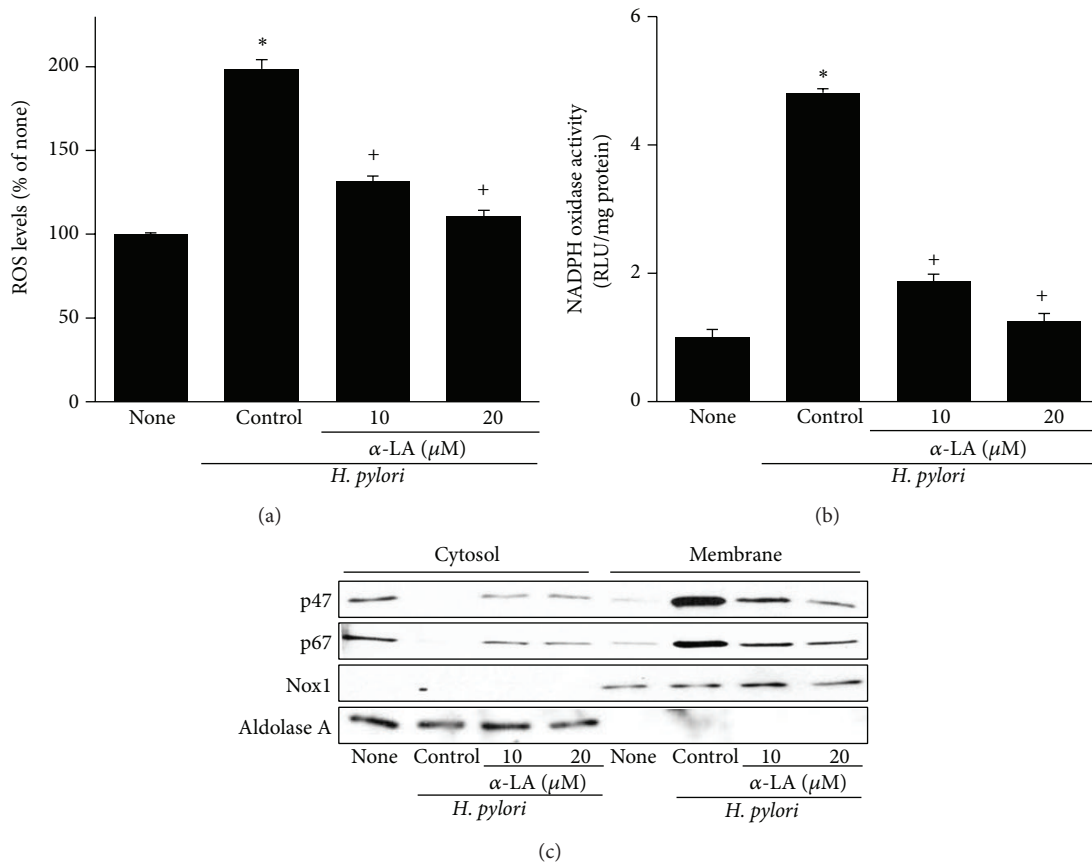 ROS levels (% of none)
200
150
100
50
0
*
+
+
None Control 10 20
α-LA (μM)
H. pylori
(a)
NADPH oxidase activity
(RLU/mg protein)
6
4
2
0
*
+
+
None Control 10 20
α-LA (μM)
H. pylori
(b)
Cytosol Membrane
p47
p67
Nox1
Aldolase A
None Control 10 20 None Control 10 20
α-LA (μM) α-LA (μM)
H. pylori H. pylori
(c)